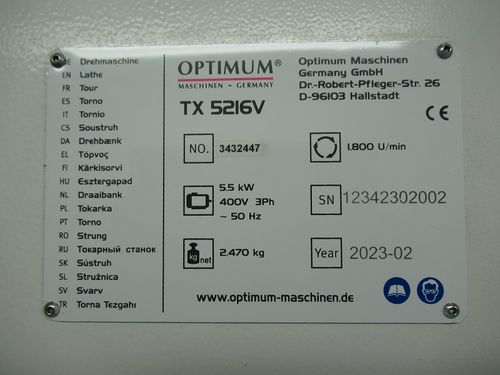 DE Drehmaschine
EN Lathe
FR Tour
ES Torno
IT Tornio
CS Soustruh
DA Drehbænk
EL Τόρνος
FI Kärkisorvi
HU Esztergapad
NL Draaibank
PL Tokarka
PT Torno
RO Strung
RU Токарный станок
SK Sústruh
SL Stružnica
SV Svarv
TR Torna Tezgahı
OPTIMUM®
MASCHINEN - GERMANY
Optimum Maschinen
Germany GmbH
Dr.-Robert-Pfleger-Str. 26
D-96103 Hallstadt
TX 5216V
CE
NO. 3432447
1.800 U/min
5.5 kW
400V 3Ph
~ 50 Hz
SN 12342302002
kg net 2.470 kg
Year 2023-02
www.optimum-maschinen.de